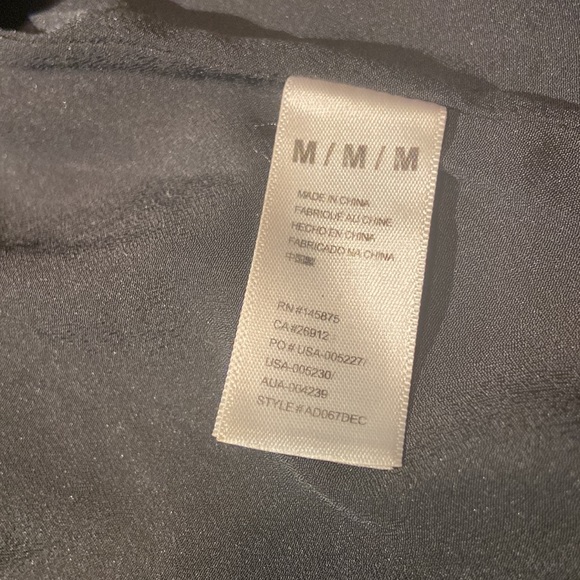 M / M / M
MADE IN CHINA
FABRIQUÉ AU CHINE
HECHO EN CHINA
FABRICADO NA CHINA
RN #145875
CA #26912
PO # USA-005227/
USA-005230/
AUA-004239
STYLE # AD067DEC